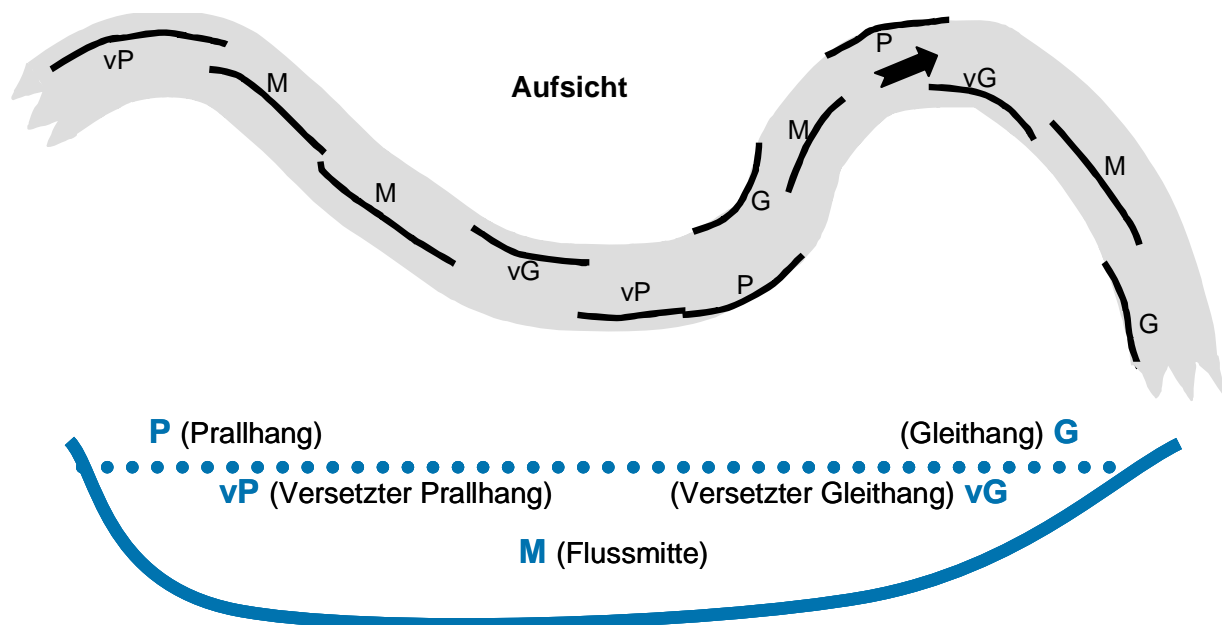 P
vP
Aufsicht
vG
M
M
M
M
G
vG
vP
P
G
P (Prallhang)
(Gleithang) G
vP (Versetzter Prallhang)
(Versetzter Gleithang) vG
M (Flussmitte)